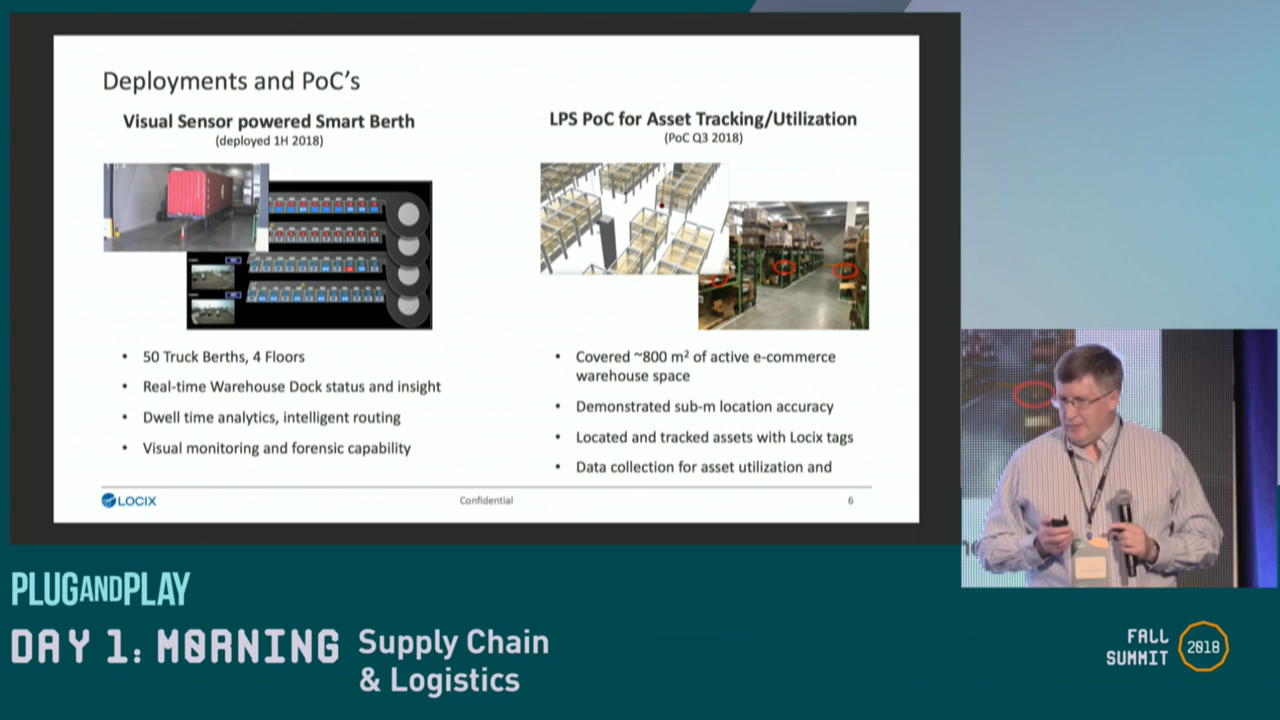 Deployments and PoC's
Visual Sensor powered Smart Berth
(deployed 1H 2018)
50 Truck Berths, 4 Floors
Real-time Warehouse Dock status and insight
Dwell time analytics, intelligent routing
Visual monitoring and forensic capability
LPS PoC for Asset Tracking/Utilization
(PoC Q3 2018)
Covered ~800 m² of active e-commerce
warehouse space
Demonstrated sub-m location accuracy
Located and tracked assets with Locix tags
Data collection for asset utilization and
LOCIX
Confidential
6
PLUGANDPLAY
DAY 1: MORNING
Supply Chain
& Logistics
FALL
SUMMIT
2018